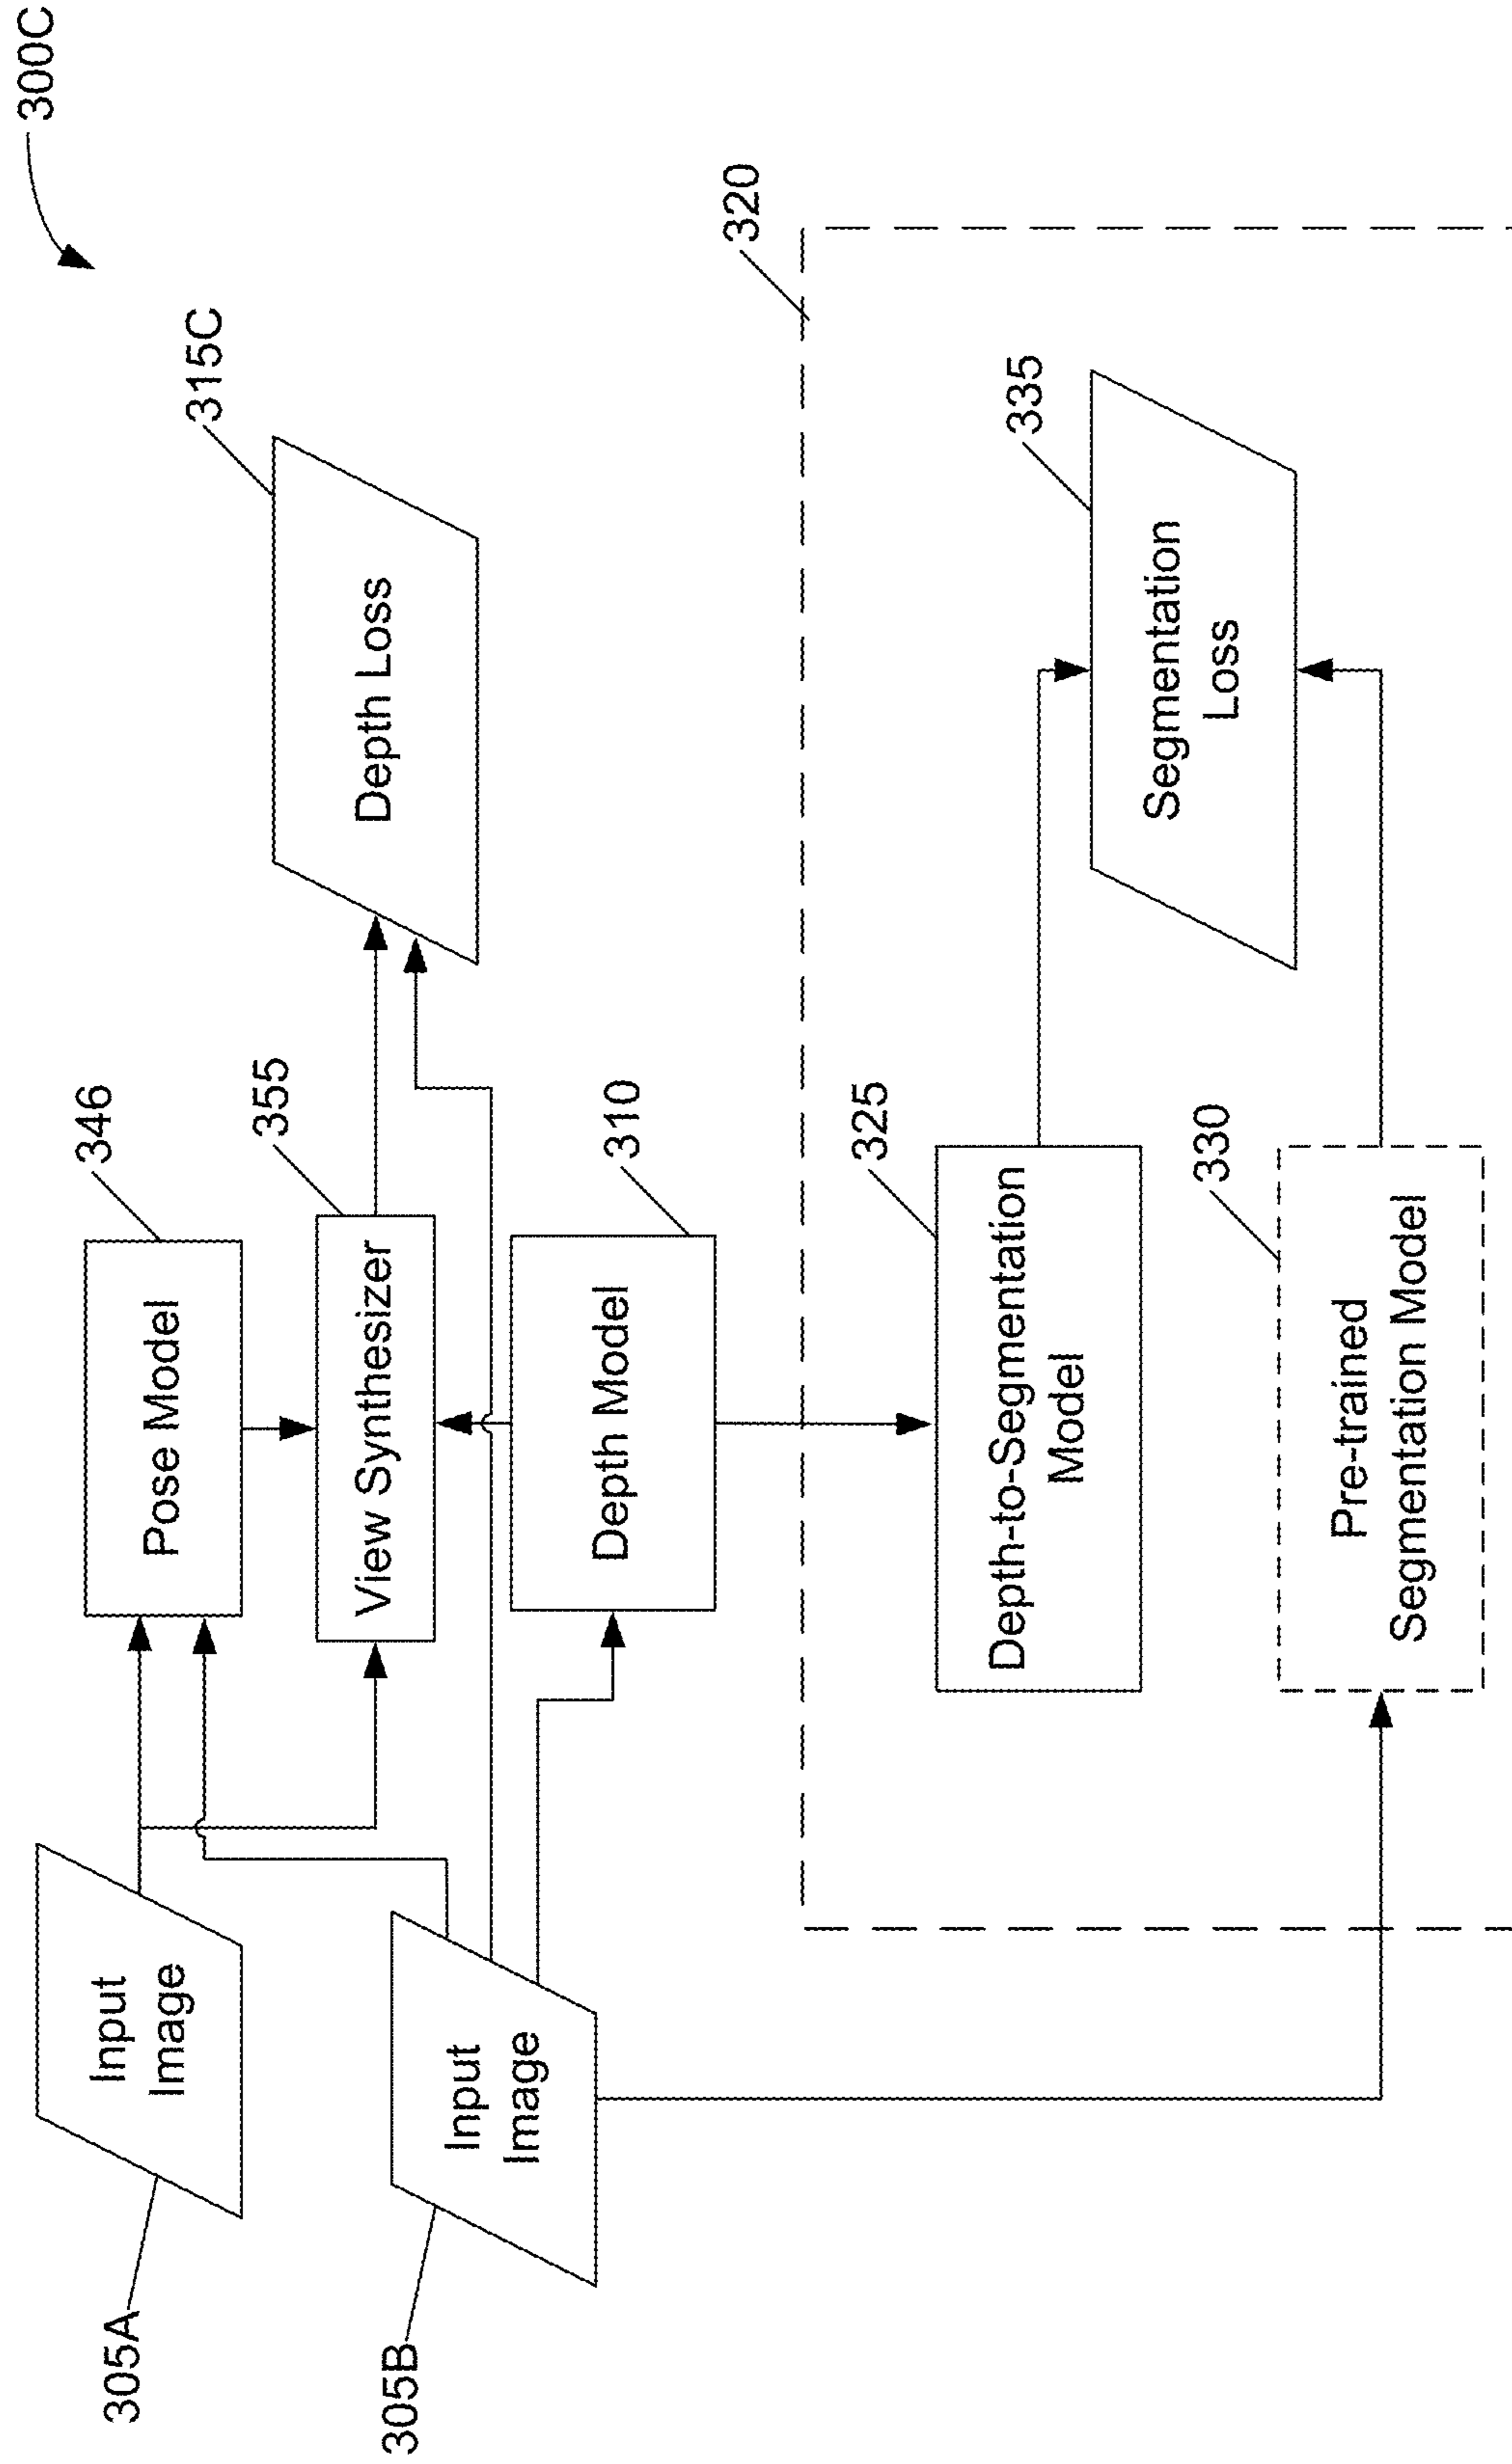 300C
305A
Input
Image
346
Pose Model
355
View Synthesizer
315C
Depth Loss
305B
Input
Image
310
Depth Model
320
325
Depth-to-Segmentation
Model
335
Segmentation
Loss
330
Pre-trained
Segmentation Model